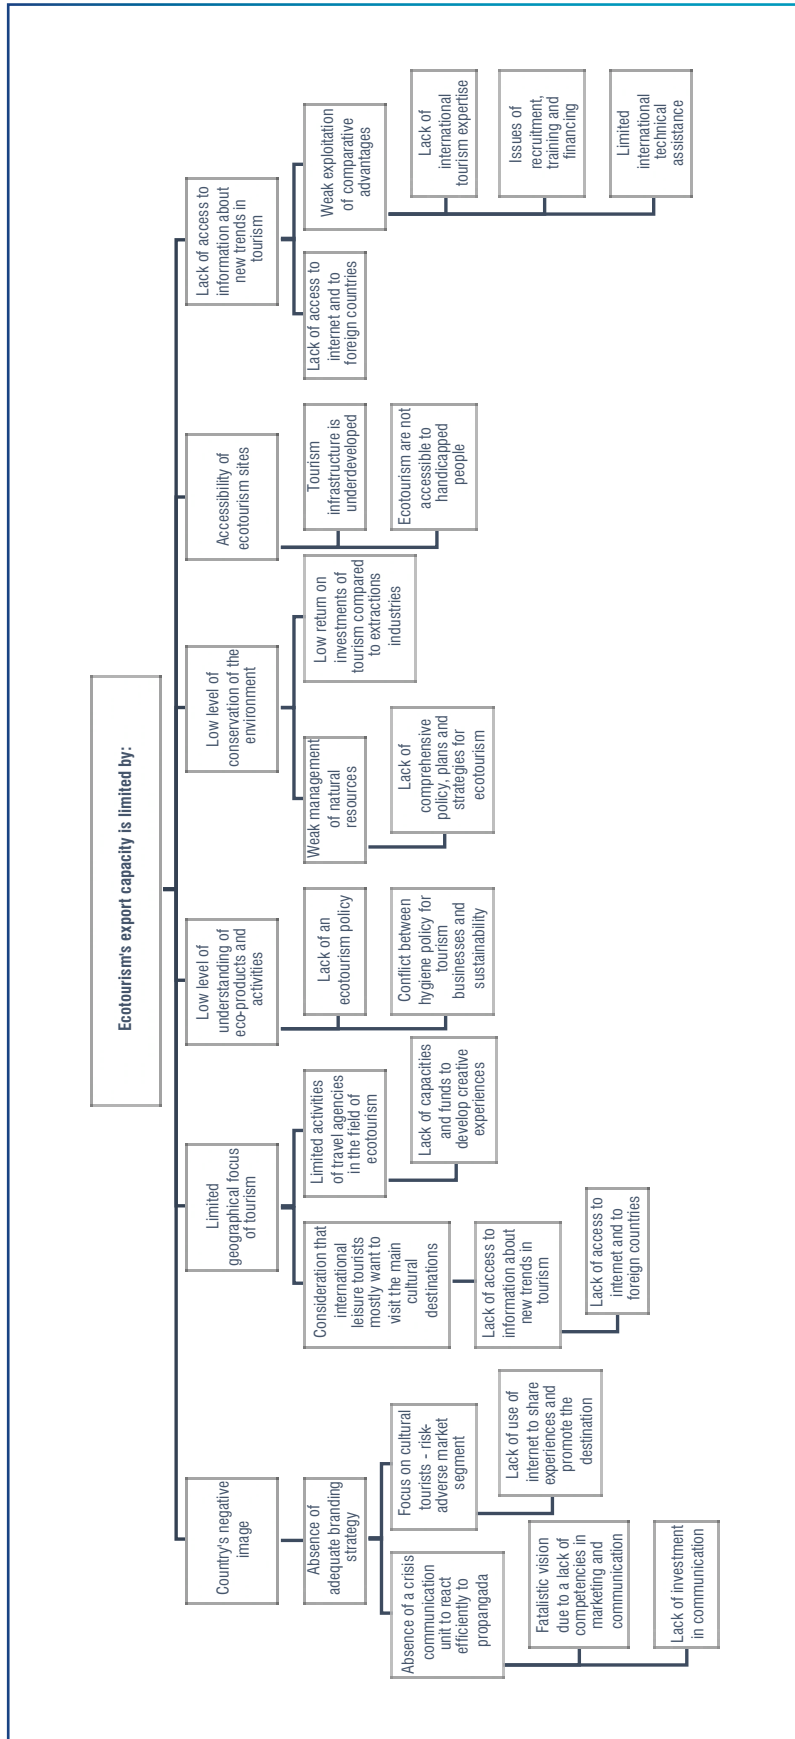 Ecotourism's export capacity is limited by:
Country's negative
image
Absence of
adequate branding
strategy
Absence of a crisis
communication
unit to react
efficiently to
propangada
Fatalistic vision
due to a lack of
competencies in
marketing and
communication
Lack of investment
in communication
Focus on cultural
tourists - risk-
adverse market
segment
Lack of use of
internet to share
experiences and
promote the
destination
Limited
geographical focus
of tourism
Consideration that
international
leisure tourists
mostly want to
visit the main
cultural
destinations
Lack of access to
information about
new trends in
tourism
Lack of access to
internet and to
foreign countries
Limited activities
of travel agencies
in the field of
ecotourism
Lack of capacities
and funds to
develop creative
experiences
Low level of
understanding of
eco-products and
activities
Lack of an
ecotourism policy
Conflict between
hygiene policy for
tourism
businesses and
sustainability
Low level of
conservation of the
environment
Weak management
of natural
resources
Lack of
comprehensive
policy, plans and
strategies for
ecotourism
Low return on
investments of
tourism compared
to extractions
industries
Accessibility of
ecotourism sites
Tourism
infrastructure is
underdeveloped
Ecotourism are not
accessible to
handicapped
people
Lack of access to
information about
new trends in
tourism
Lack of access to
internet and to
foreign countries
Weak exploitation
of comparative
advantages
Lack of
international
tourism expertise
Issues of
recruitment,
training and
financing
Limited
international
technical
assistance